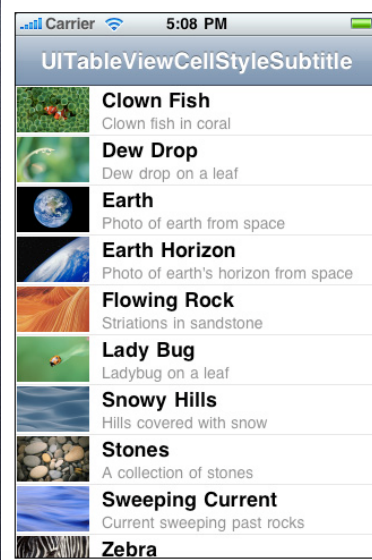 Carrier 5:08 PM
UITableViewCellStyleSubtitle
Clown Fish
Clown fish in coral
Dew Drop
Dew drop on a leaf
Earth
Photo of earth from space
Earth Horizon
Photo of earth's horizon from space
Flowing Rock
Striations in sandstone
Lady Bug
Ladybug on a leaf
Snowy Hills
Hills covered with snow
Stones
A collection of stones
Sweeping Current
Current sweeping past rocks
Zebra